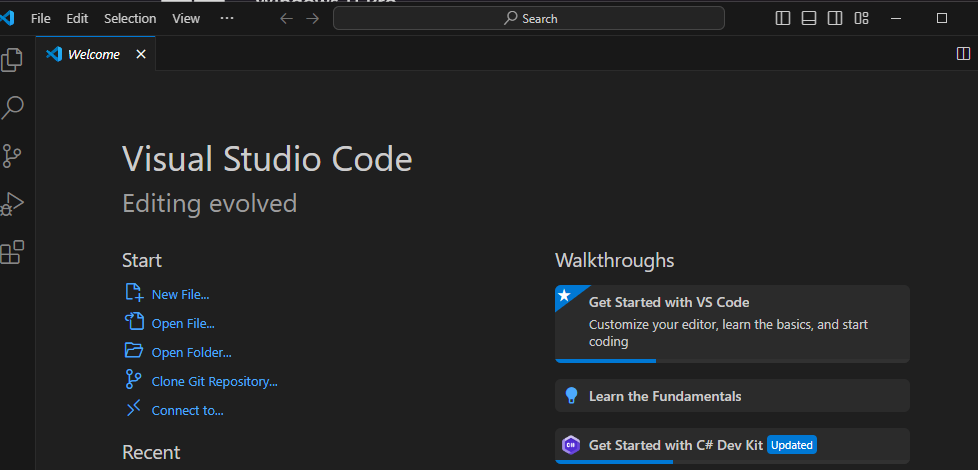 File Edit Selection View ··· Search
Welcome
Visual Studio Code
Editing evolved
Start
New File...
Open File...
Open Folder...
Clone Git Repository...
Connect to...
Recent
Walkthroughs
Get Started with VS Code
Customize your editor, learn the basics, and start
coding
Learn the Fundamentals
Get Started with C# Dev Kit Updated